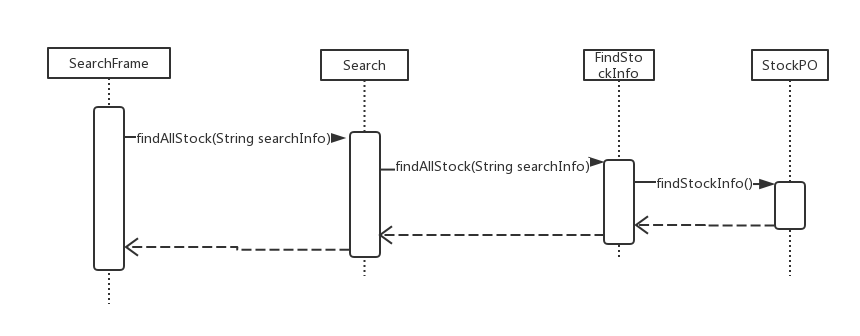 SearchFrame
Search
FindSto
ckInfo
StockPO
findAllStock(String searchInfo)
findAllStock(String searchInfo)
findStockInfo()